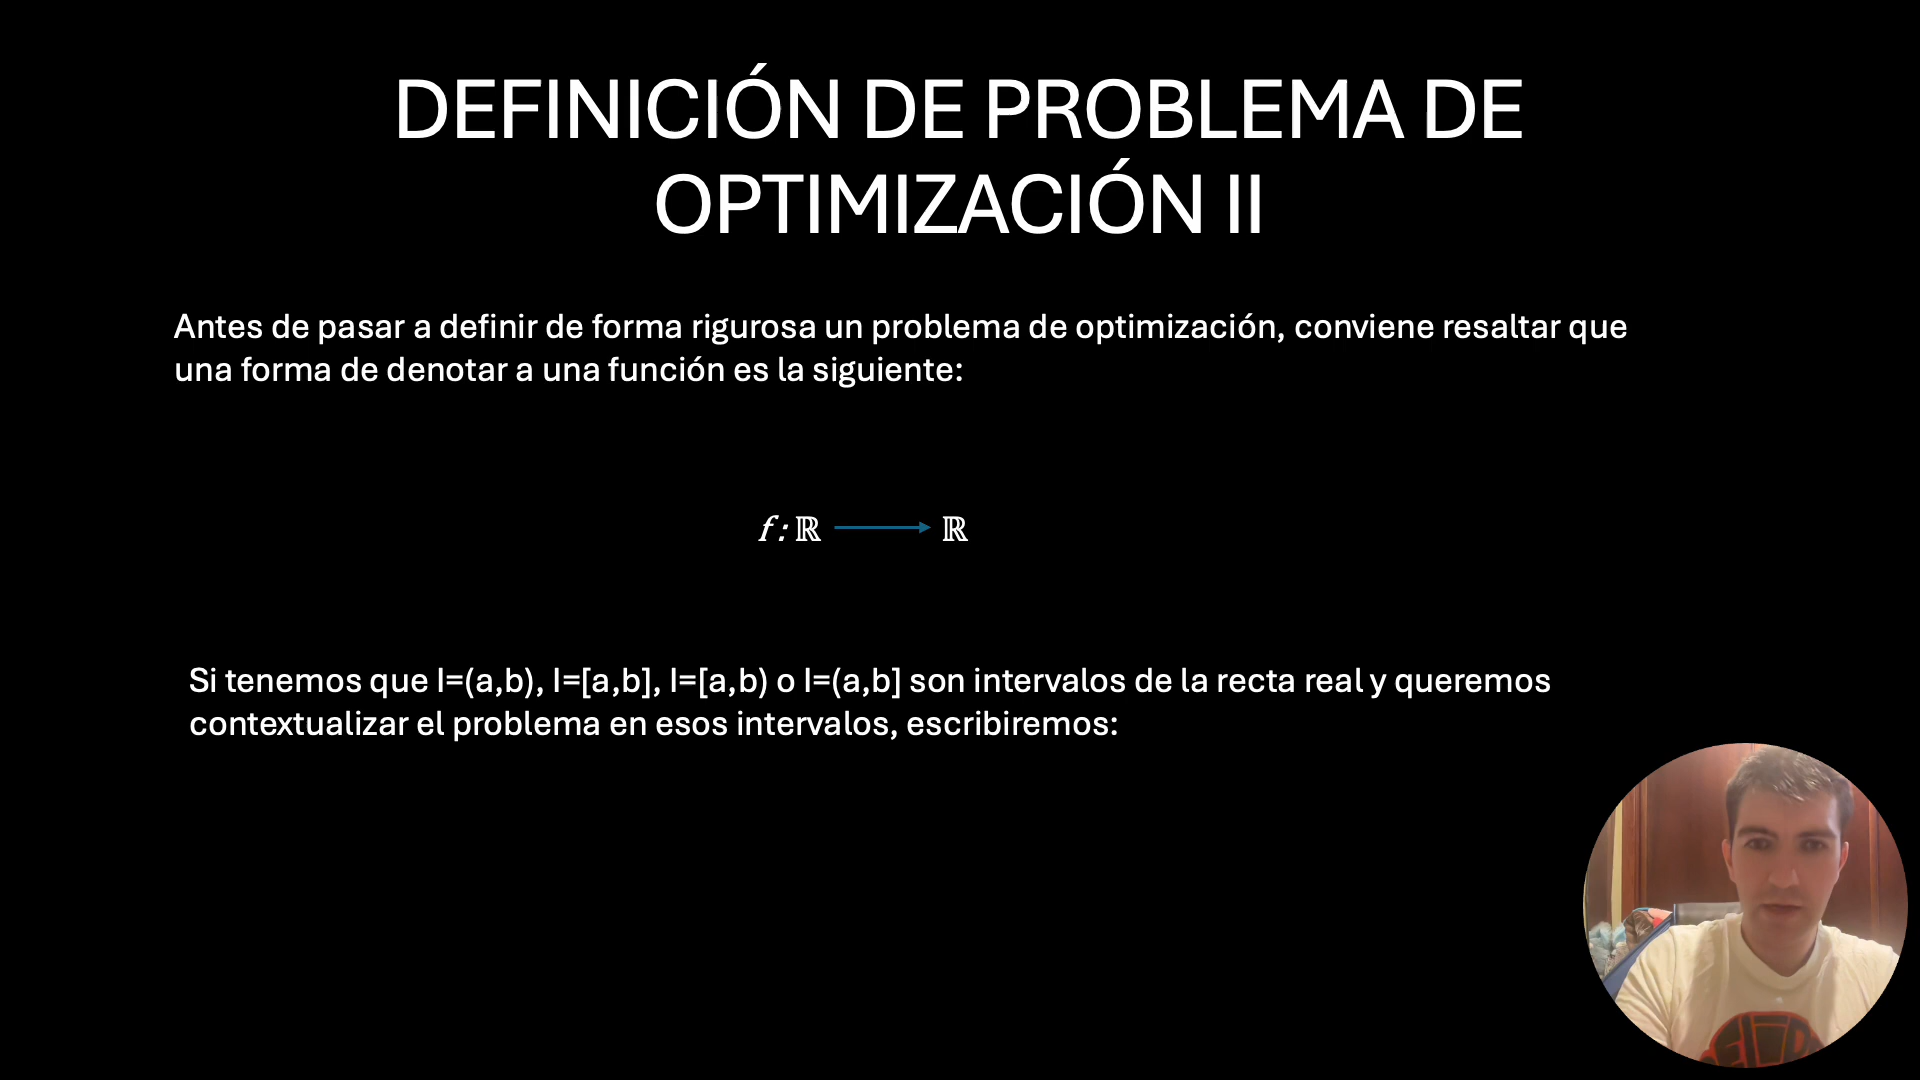 DEFINICIÓN DE PROBLEMA DE
OPTIMIZACIÓN II
Antes de pasar a definir de forma rigurosa un problema de optimización, conviene resaltar que
una forma de denotar a una función es la siguiente:
f : ℝ ⟶ ℝ
Si tenemos que I=(a,b), I=[a,b], I=[a,b) o I=(a,b] son intervalos de la recta real y queremos
contextualizar el problema en esos intervalos, escribiremos: